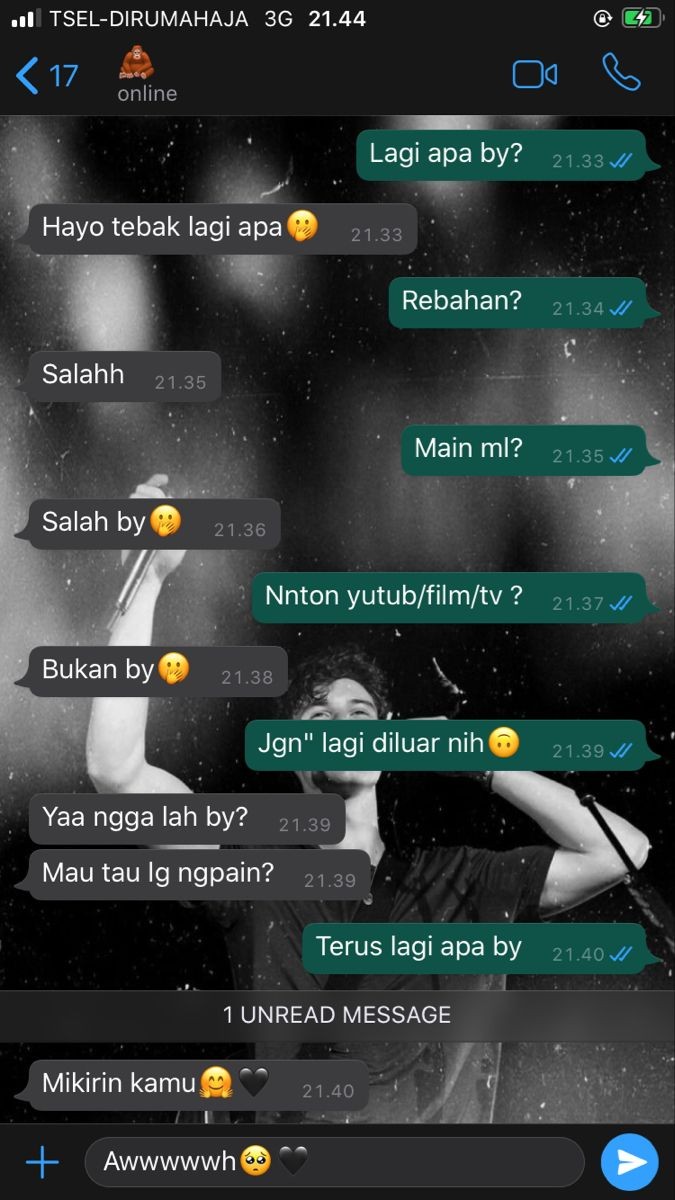 TSEL-DIRUMAHAJA 3G 21.44
17
online
Lagi apa by? 21.33
Hayo tebak lagi apa🤭 21.33
Rebahan? 21.34
Salahh 21.35
Main ml? 21.35
Salah by🤭 21.36
Nnton yutub/film/tv ? 21.37
Bukan by🤭 21.38
Jgn" lagi diluar nih🙃 21.39
Yaa ngga lah by? 21.39
Mau tau lg ngpain? 21.39
Terus lagi apa by 21.40
1 UNREAD MESSAGE
Mikirin kamu🤗🖤 21.40
Awwwwwh🥺🖤